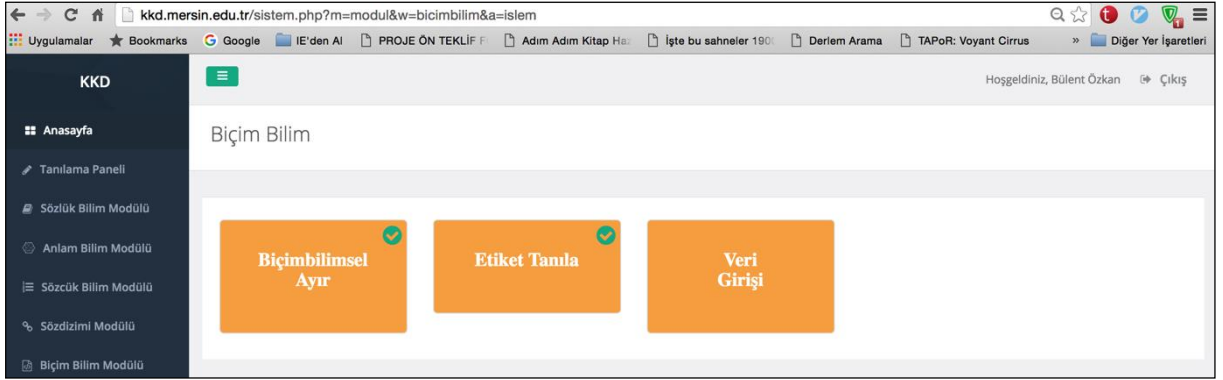 kkd.mersin.edu.tr/sistem.php?m=modul&w=bicimbilim&a=islem
Uygulamalar Bookmarks Google IE'den Al PROJE ÖN TEKLİF F Adım Adım Kitap Haz İşte bu sahneler 190 Derlem Arama TAPoR: Voyant Cirrus » Diğer Yer İşaretleri
KKD
Hoşgeldiniz, Bülent Özkan Çıkış
Anasayfa
Biçim Bilim
Tanılama Paneli
Sözlük Bilim Modülü
Anlam Bilim Modülü
Sözcük Bilim Modülü
Sözdizimi Modülü
Biçim Bilim Modülü
Biçimbilimsel
Ayır
Etiket Tanıla
Veri
Girişi